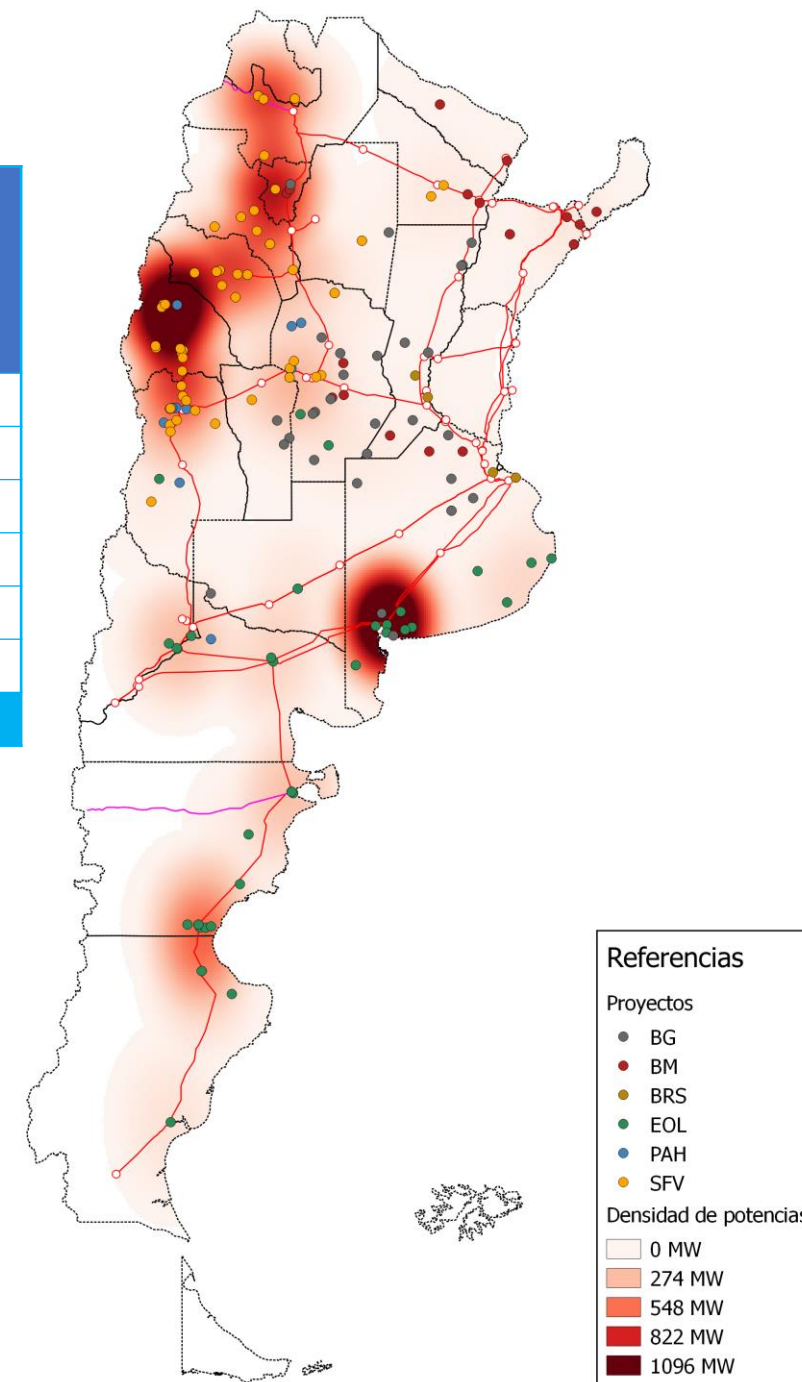 Referencias
Proyectos
BG
BM
BRS
EOL
PAH
SFV
Densidad de potencias
0 MW
274 MW
548 MW
822 MW
1096 MW